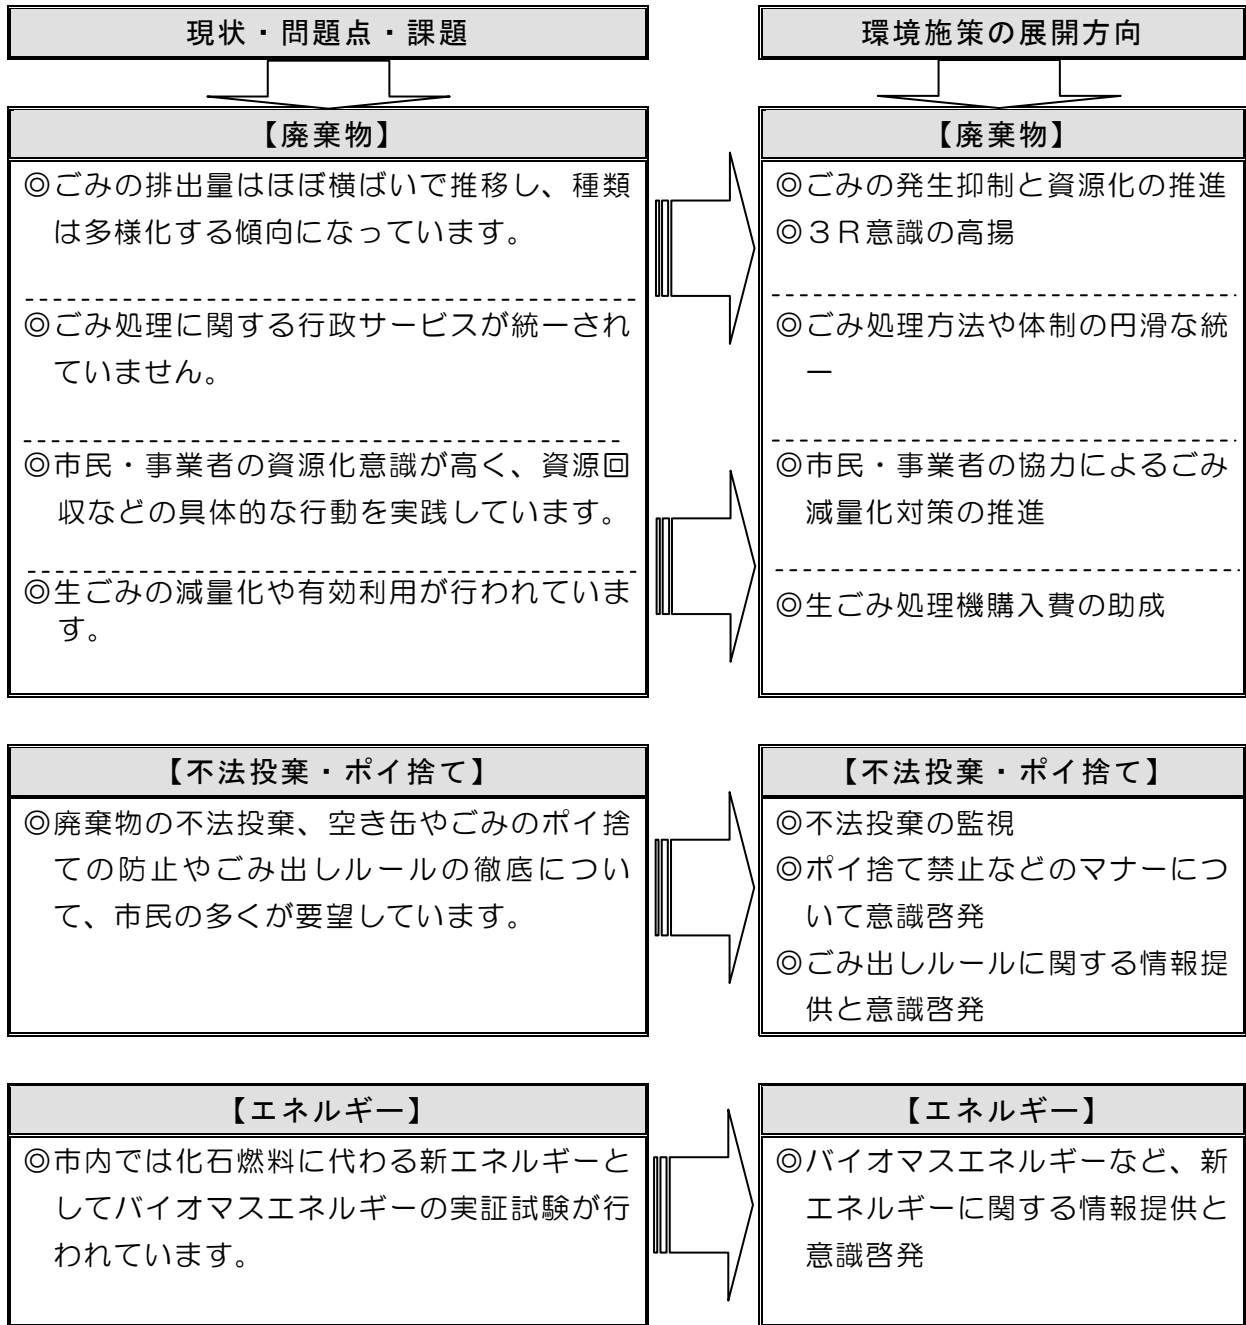 現状・問題点・課題
環境施策の展開方向
【廃棄物】
◎ごみの排出量はほぼ横ばいで推移し、種類
は多様化する傾向になっています。
◎ごみ処理に関する行政サービスが統一され
ていません。
◎市民・事業者の資源化意識が高く、資源回
収などの具体的な行動を実践しています。
◎生ごみの減量化や有効利用が行われていま
す。
【廃棄物】
◎ごみの発生抑制と資源化の推進
◎３Ｒ意識の高揚
◎ごみ処理方法や体制の円滑な統
一
◎市民・事業者の協力によるごみ
減量化対策の推進
◎生ごみ処理機購入費の助成
【不法投棄・ポイ捨て】
◎廃棄物の不法投棄、空き缶やごみのポイ捨
ての防止やごみ出しルールの徹底につい
て、市民の多くが要望しています。
【不法投棄・ポイ捨て】
◎不法投棄の監視
◎ポイ捨て禁止などのマナーにつ
いて意識啓発
◎ごみ出しルールに関する情報提
供と意識啓発
【エネルギー】
◎市内では化石燃料に代わる新エネルギーと
してバイオマスエネルギーの実証試験が行
われています。
【エネルギー】
◎バイオマスエネルギーなど、新
エネルギーに関する情報提供と
意識啓発